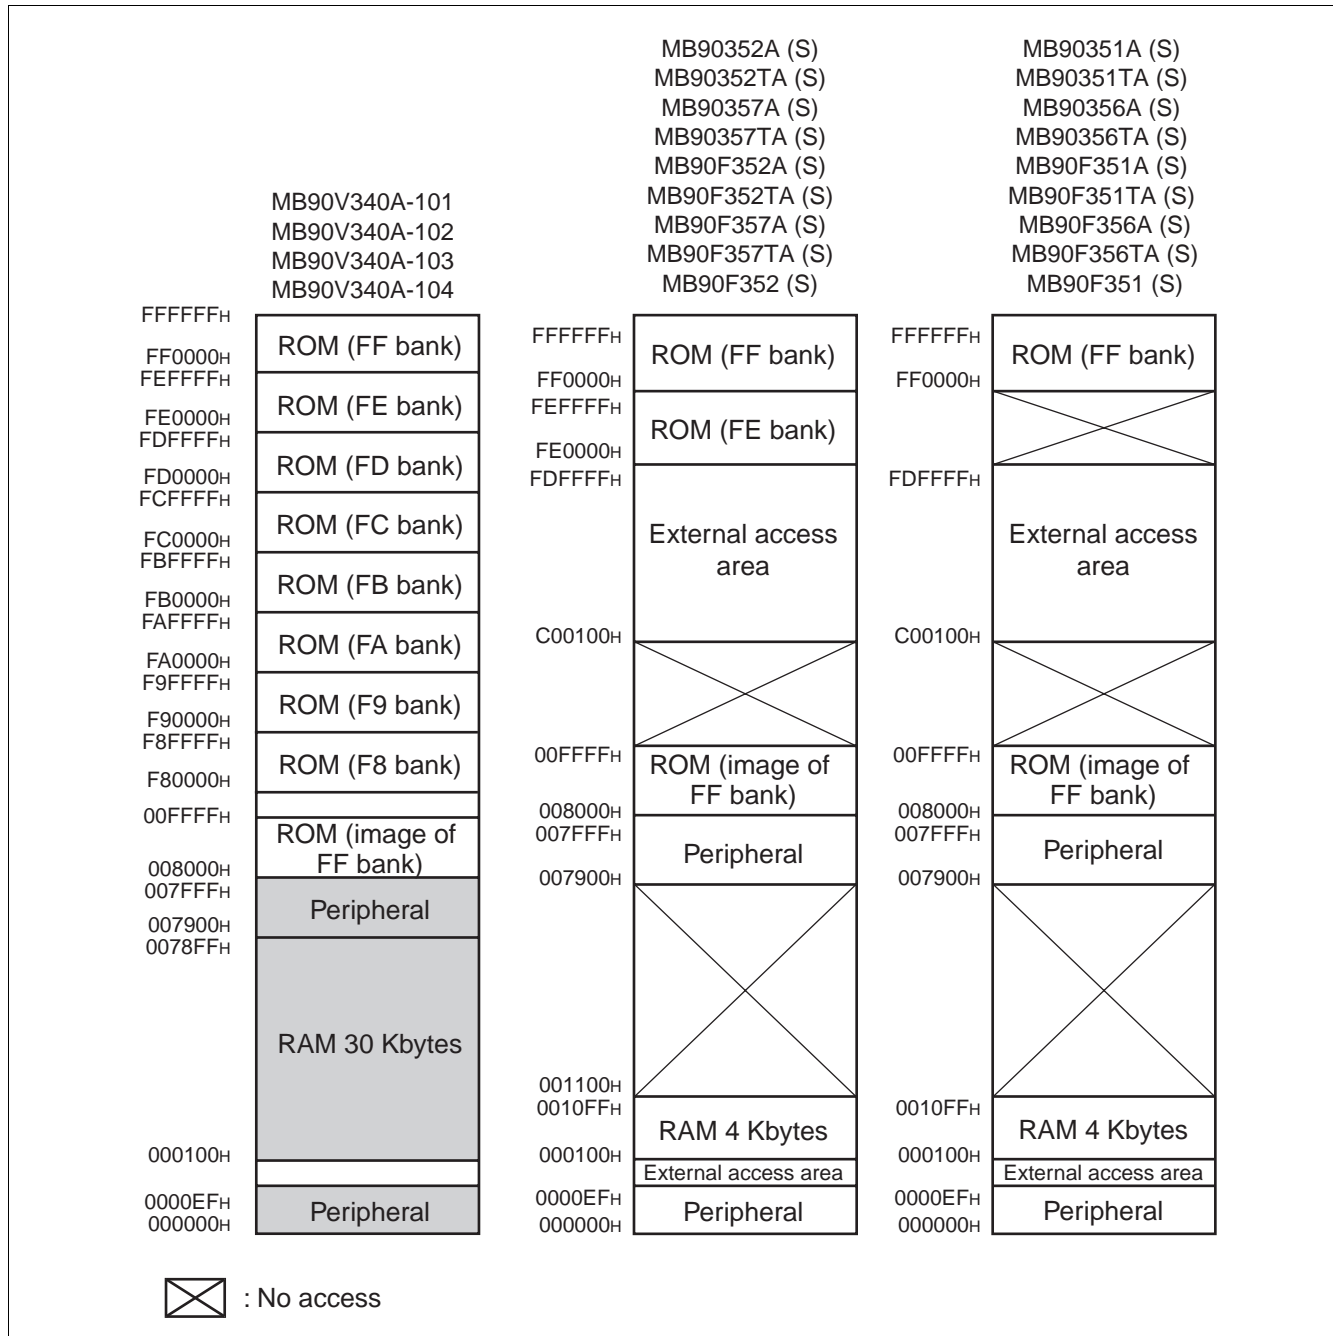 MB90V340A-101
MB90V340A-102
MB90V340A-103
MB90V340A-104
FFFFFFH
FF0000H
FEFFFFH
FE0000H
FDFFFFH
FD0000H
FCFFFFH
FC0000H
FBFFFFH
FB0000H
FAFFFFH
FA0000H
F9FFFFH
F90000H
F8FFFFH
F80000H
00FFFFH
008000H
007FFFH
007900H
0078FFH
000100H
0000EFH
000000H
ROM (FF bank)
ROM (FE bank)
ROM (FD bank)
ROM (FC bank)
ROM (FB bank)
ROM (FA bank)
ROM (F9 bank)
ROM (F8 bank)
ROM (image of
FF bank)
Peripheral
RAM 30 Kbytes
Peripheral
MB90352A (S)
MB90352TA (S)
MB90357A (S)
MB90357TA (S)
MB90F352A (S)
MB90F352TA (S)
MB90F357A (S)
MB90F357TA (S)
MB90F352 (S)
FFFFFFH
FF0000H
FEFFFFH
FE0000H
FDFFFFH
C00100H
00FFFFH
008000H
007FFFH
007900H
001100H
0010FFH
000100H
0000EFH
000000H
ROM (FF bank)
ROM (FE bank)
External access
area
ROM (image of
FF bank)
Peripheral
RAM 4 Kbytes
External access area
Peripheral
MB90351A (S)
MB90351TA (S)
MB90356A (S)
MB90356TA (S)
MB90F351A (S)
MB90F351TA (S)
MB90F356A (S)
MB90F356TA (S)
MB90F351 (S)
FFFFFFH
FF0000H
FDFFFFH
C00100H
00FFFFH
008000H
007FFFH
007900H
0010FFH
000100H
0000EFH
000000H
ROM (FF bank)
External access
area
ROM (image of
FF bank)
Peripheral
RAM 4 Kbytes
External access area
Peripheral
: No access